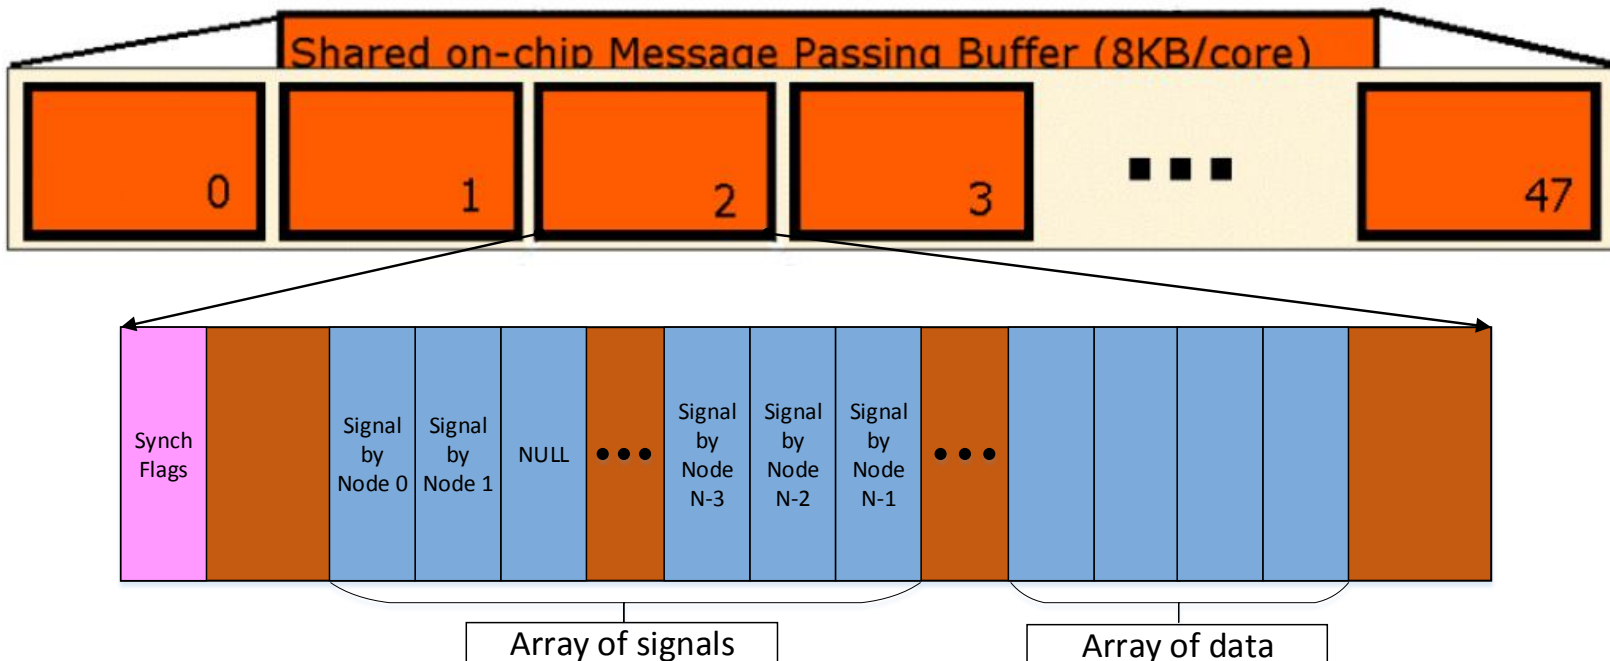 Shared on-chip Message Passing Buffer (8KB/core)
0
1
2
3
...
47
Synch
Flags
Signal
by
Node 0
Signal
by
Node 1
NULL
...
Signal
by
Node
N-3
Signal
by
Node
N-2
Signal
by
Node
N-1
...
Array of signals
Array of data